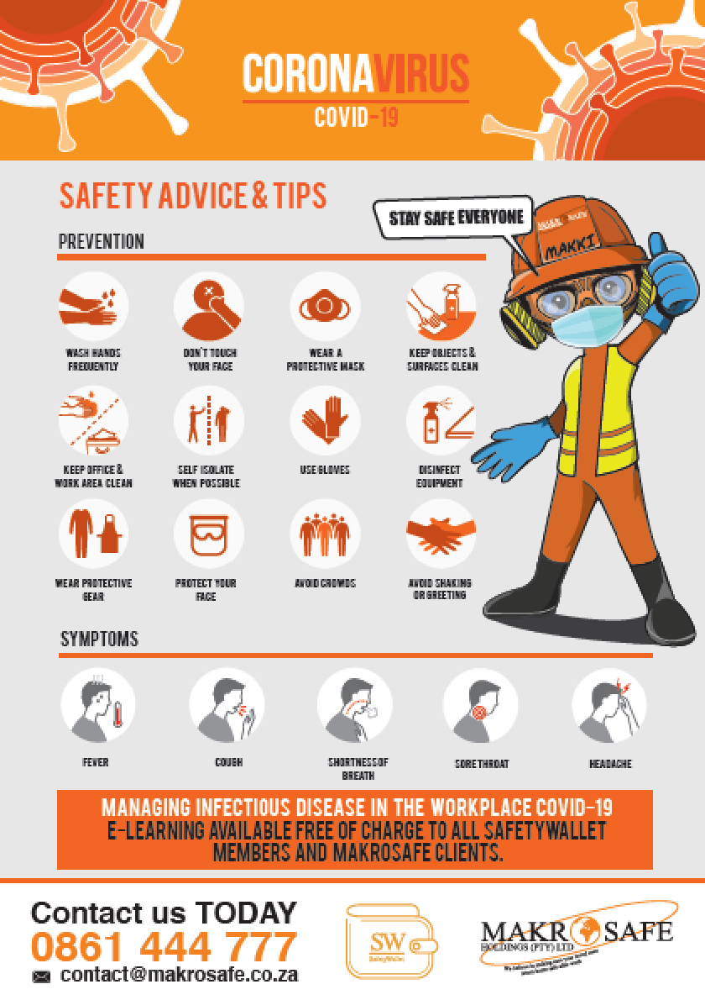 CORONAVIRUS
COVID-19
SAFETY ADVICE & TIPS
STAY SAFE EVERYONE
MAKKI
PREVENTION
WASH HANDS
FREQUENTLY
DON'T TOUCH
YOUR FACE
WEAR A
PROTECTIVE MASK
KEEP OBJECTS &
SURFACES CLEAN
KEEP OFFICE &
WORK AREA CLEAN
SELF ISOLATE
WHEN POSSIBLE
USE GLOVES
DISINFECT
EQUIPMENT
WEAR PROTECTIVE
GEAR
PROTECT YOUR
FACE
AVOID CROWDS
AVOID SHAKING
OR GREETING
SYMPTOMS
FEVER
COUGH
SHORTNESS OF
BREATH
SORE THROAT
HEADACHE
MANAGING INFECTIOUS DISEASE IN THE WORKPLACE COVID-19
E-LEARNING AVAILABLE FREE OF CHARGE TO ALL SAFETYWALLET
MEMBERS AND MAKROSAFE CLIENTS.
Contact us TODAY
0861 444 777
contact@makrosafe.co.za
SW
SafetyWallet
MAKROSAFE
HOLDINGS (PTY) LTD